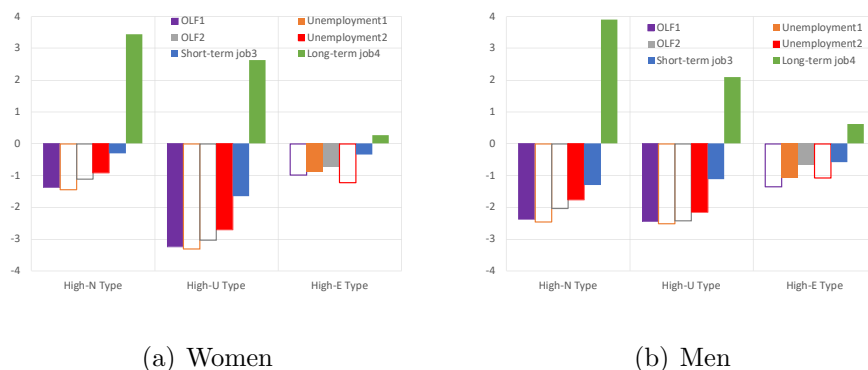 4
3
2
1
0
-1
-2
-3
-4
OLF1
Unemployment1
OLF2
Unemployment2
Short-term job3
Long-term job4
High-N Type
High-U Type
High-E Type
(a) Women
4
3
2
1
0
-1
-2
-3
-4
OLF1
Unemployment1
OLF2
Unemployment2
Short-term job3
Long-term job4
High-N Type
High-U Type
High-E Type
(b) Men